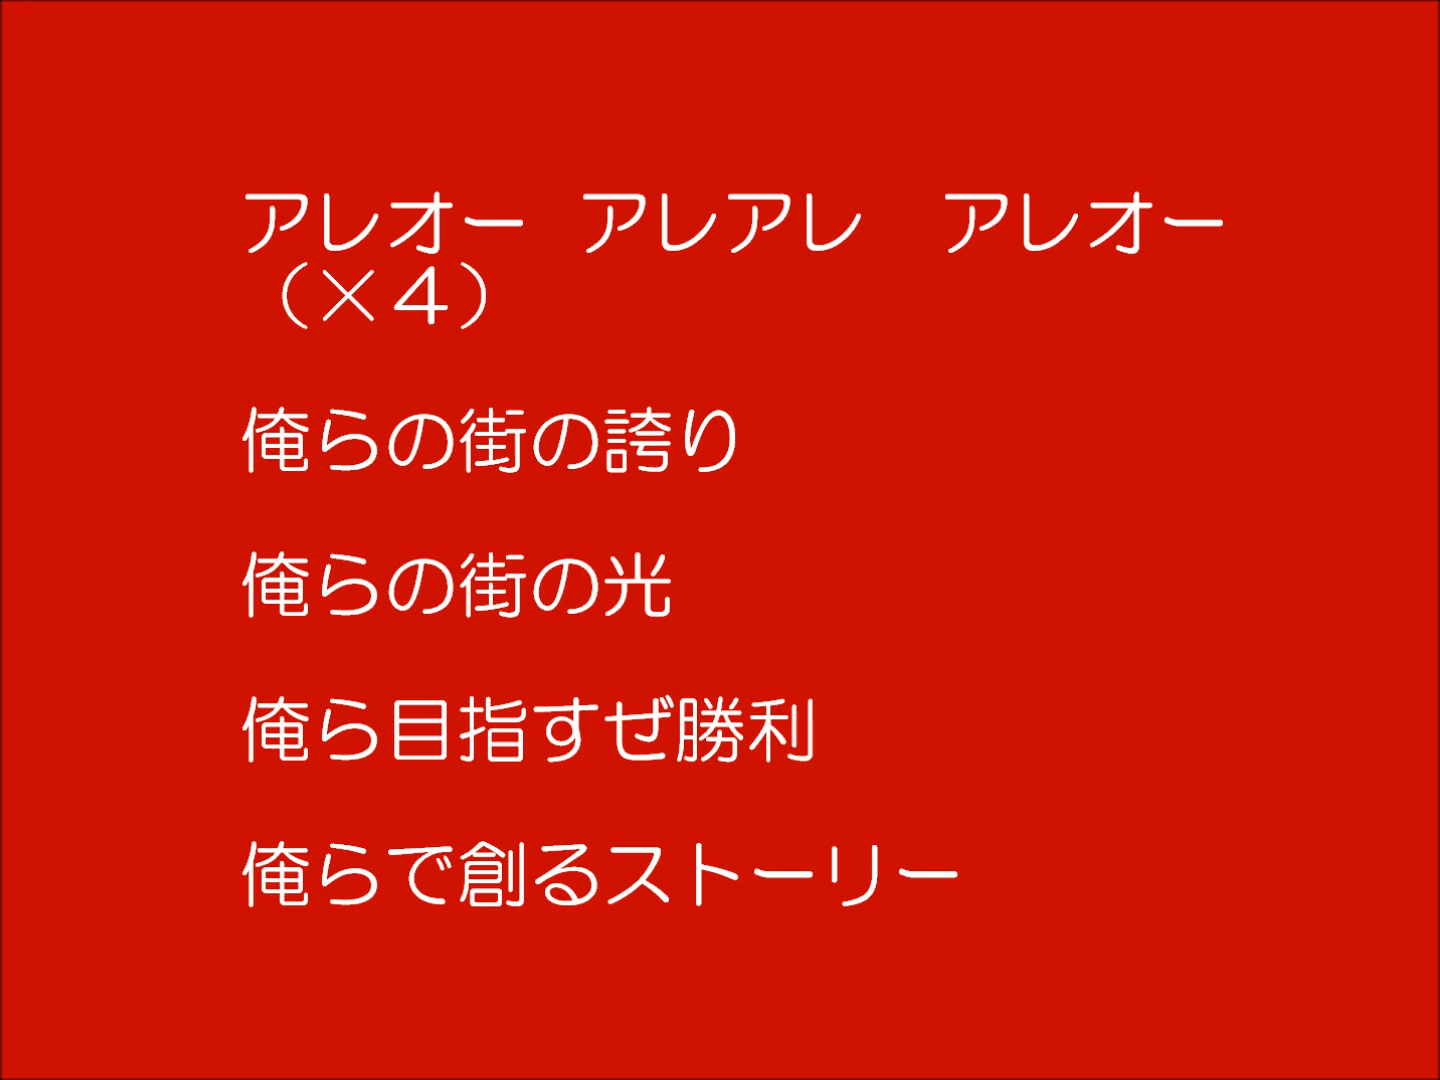 アレオー アレアレ　アレオー
（×４）
俺らの街の誇り
俺らの街の光
俺ら目指すぜ勝利
俺らで創るストーリー